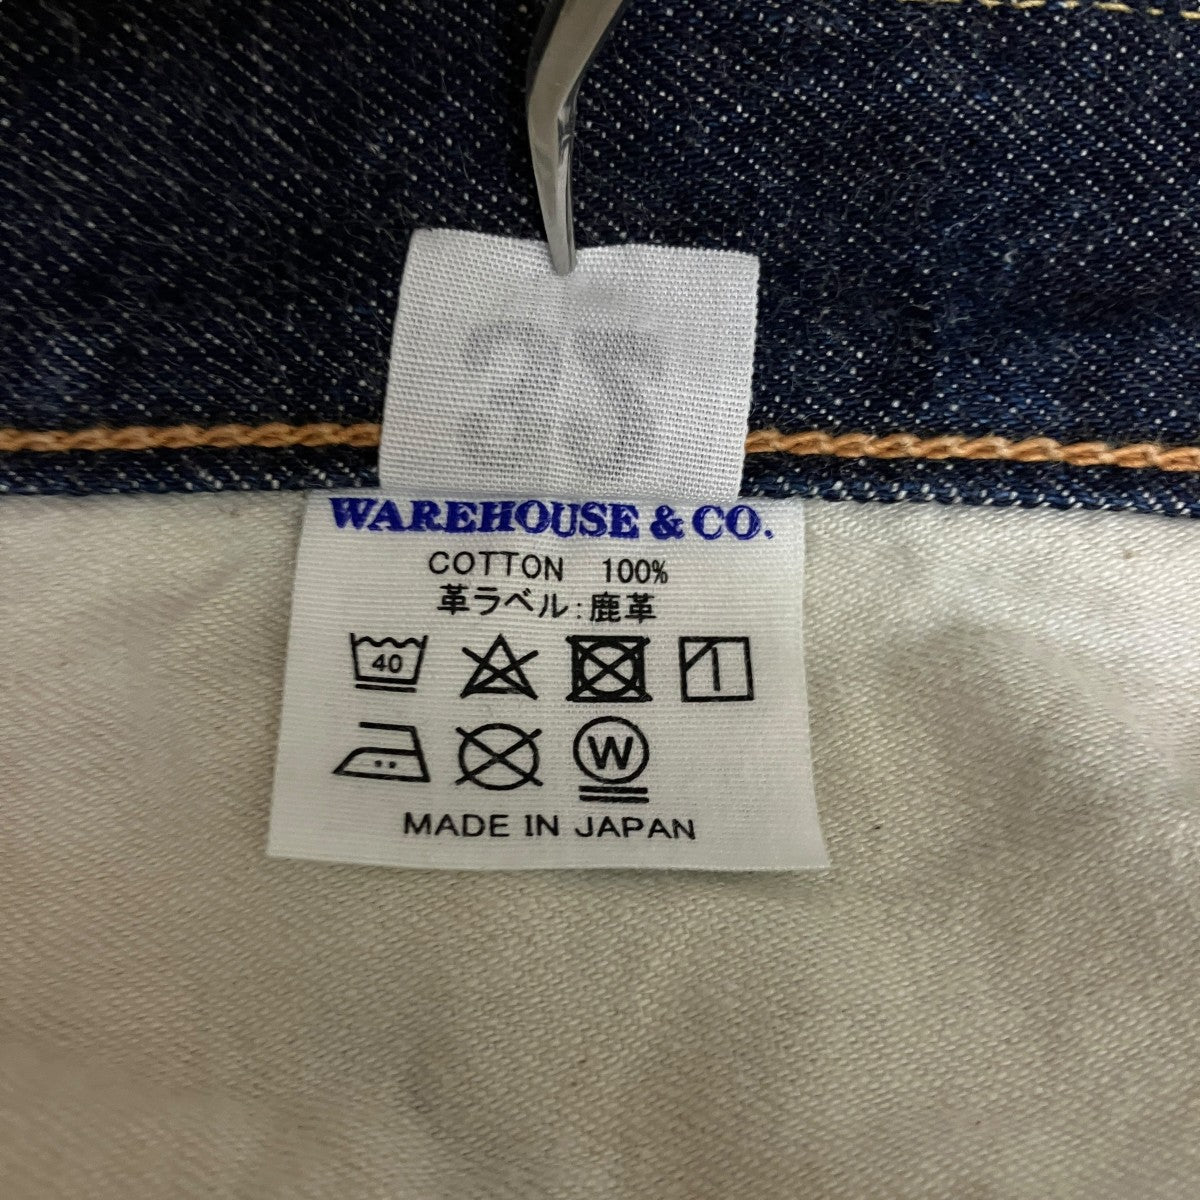 WAREHOUSE & CO.
COTTON 100%
革ラベル:鹿革
40
W
MADE IN JAPAN